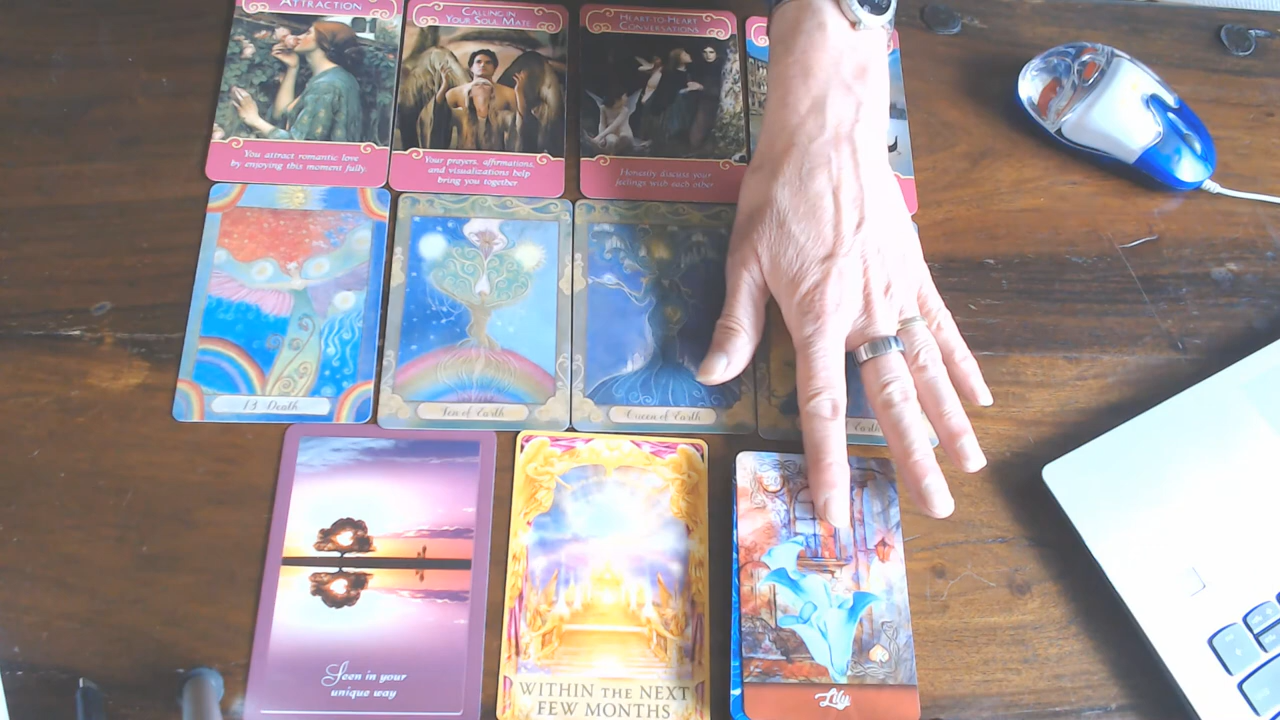 ATTRACTION
You attract romantic love
by enjoying this moment fully.
CALLING IN
YOUR SOUL MATE
Your prayers, affirmations,
and visualizations help
bring you together
HEART-TO-HEART
CONVERSATIONS
Honestly discuss your
feelings with each other
13 Death
Ten of Earth
Queen of Earth
Earth
Seen in your
unique way
WITHIN THE NEXT
FEW MONTHS
Lily